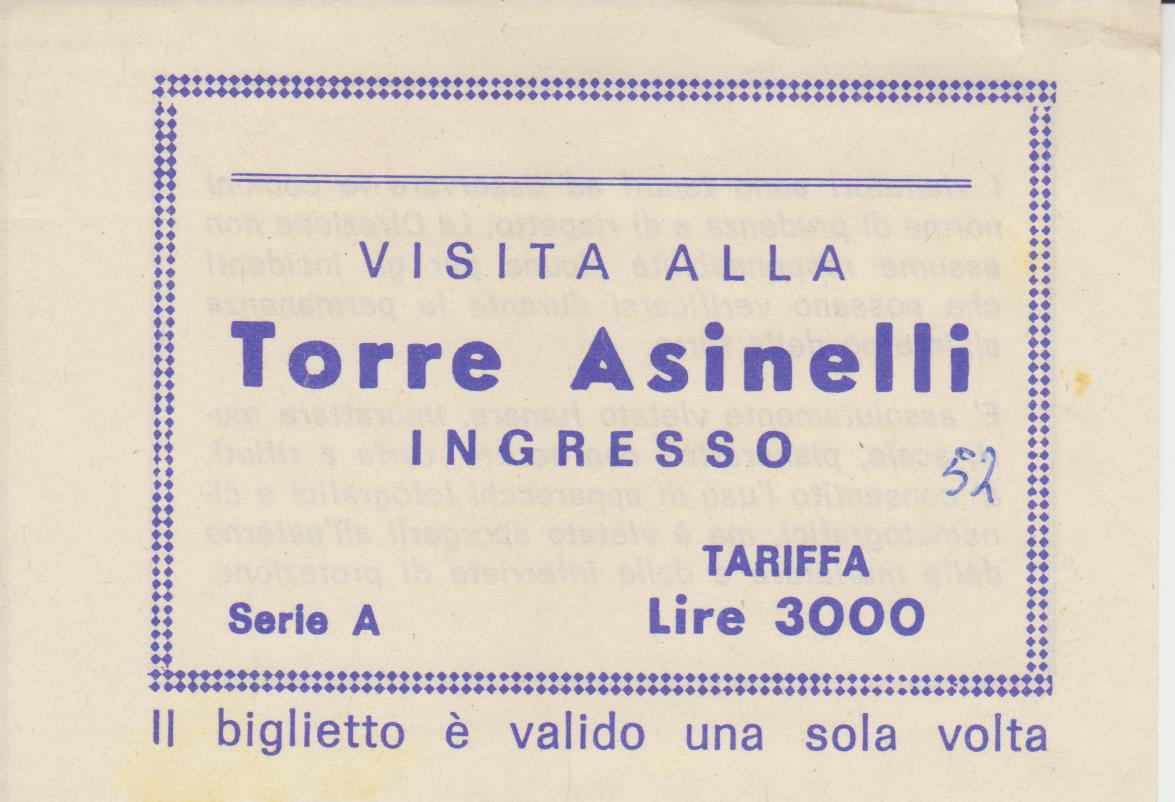 VISITA ALLA
Torre Asinelli
INGRESSO
52
TARIFFA
Serie A
Lire 3000
Il biglietto è valido una sola volta